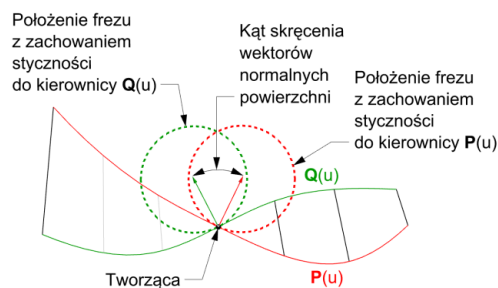 Położenie frezu
z zachowaniem
styczności
do kierownicy Q(u)
Kąt skręcenia
wektorów
normalnych
powierzchni
Położenie frezu
z zachowaniem
styczności
do kierownicy P(u)
Q(u)
Tworząca
P(u)